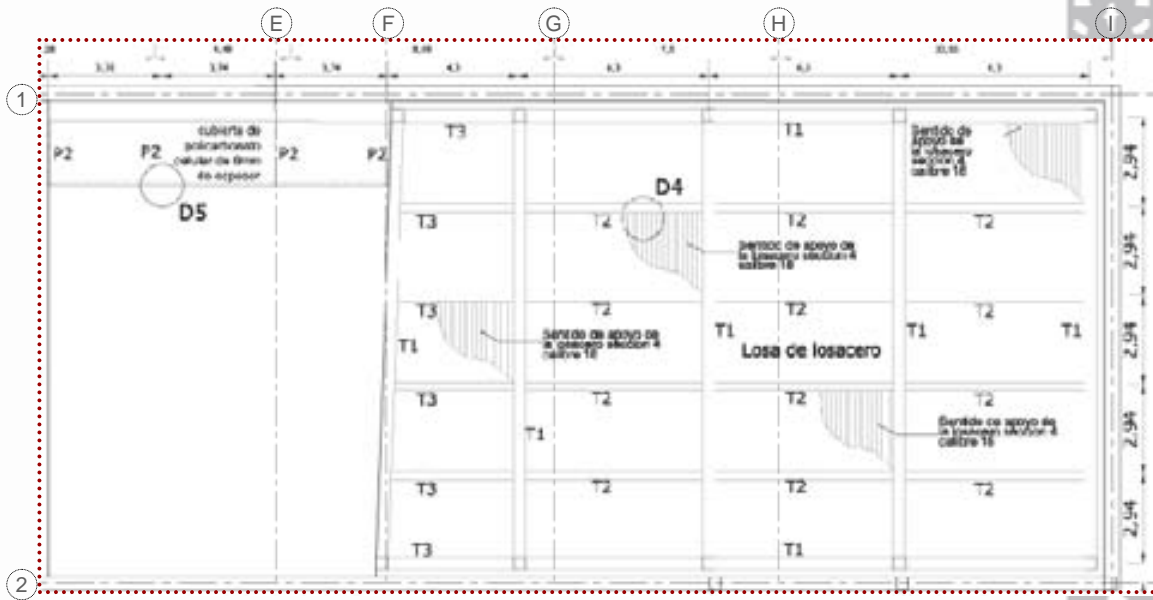 E F G H I
1
cubierta de
policarbonato
celular de 6mm
de espesor
P2 P2 P2 P2
D5
T3 T1
Sentido de
apoyo de
la losacero
seccion 4
calibre 18
2,94
D4
T3 T2 T2 T2
Sentido de apoyo de
la losacero seccion 4
calibre 18
2,94
T3 T2 T2 T2
T1 T1 T1 T1
Sentido de apoyo de
la losacero seccion 4
calibre 18
Losa de losacero
2,94
T3 T2 T2 T2
T1
Sentido de apoyo de
la losacero seccion 4
calibre 18
2,94
T3 T2 T2 T2
2,94
T3 T1
2